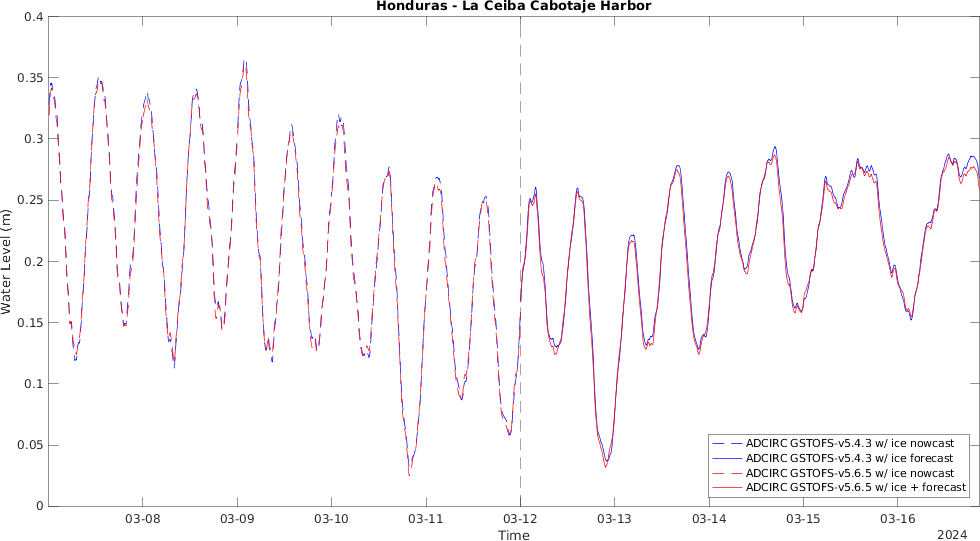 Honduras - La Ceiba Cabotaje Harbor
0.4
0.35
0.3
0.25
0.2
0.15
0.1
0.05
0
Water Level (m)
ADCIRC GSTOFS-v5.4.3 w/ ice nowcast
ADCIRC GSTOFS-v5.4.3 w/ ice forecast
ADCIRC GSTOFS-v5.6.5 w/ ice nowcast
ADCIRC GSTOFS-v5.6.5 w/ ice + forecast
03-08 03-09 03-10 03-11 03-12 03-13 03-14 03-15 03-16
Time
2024